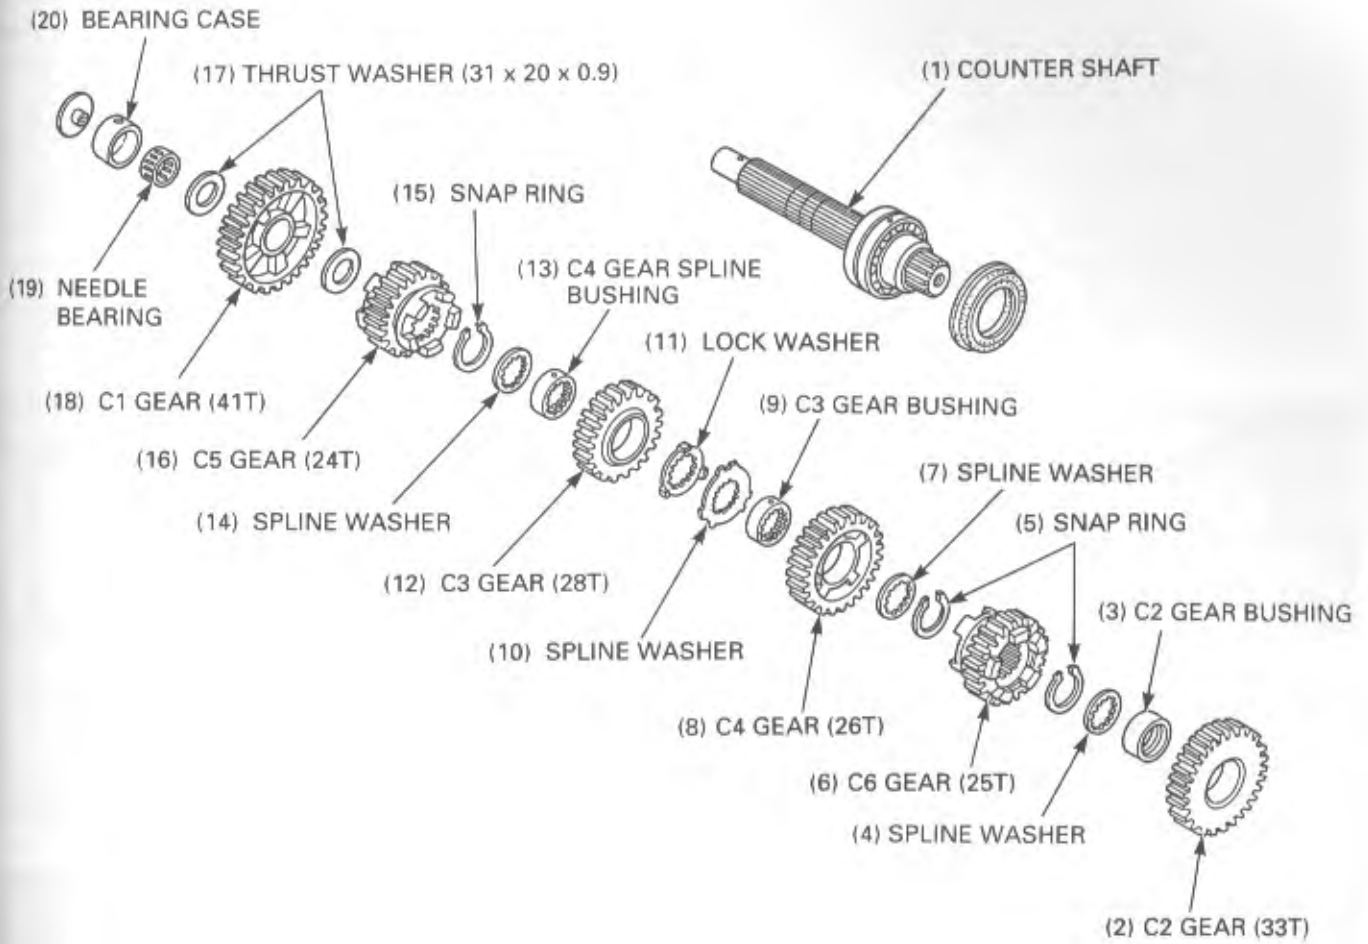 (20) BEARING CASE
(17) THRUST WASHER (31 x 20 x 0.9)
(1) COUNTER SHAFT
(15) SNAP RING
(13) C4 GEAR SPLINE
BUSHING
(19) NEEDLE
BEARING
(11) LOCK WASHER
(9) C3 GEAR BUSHING
(18) C1 GEAR (41T)
(16) C5 GEAR (24T)
(7) SPLINE WASHER
(14) SPLINE WASHER
(5) SNAP RING
(12) C3 GEAR (28T)
(3) C2 GEAR BUSHING
(10) SPLINE WASHER
(8) C4 GEAR (26T)
(6) C6 GEAR (25T)
(4) SPLINE WASHER
(2) C2 GEAR (33T)